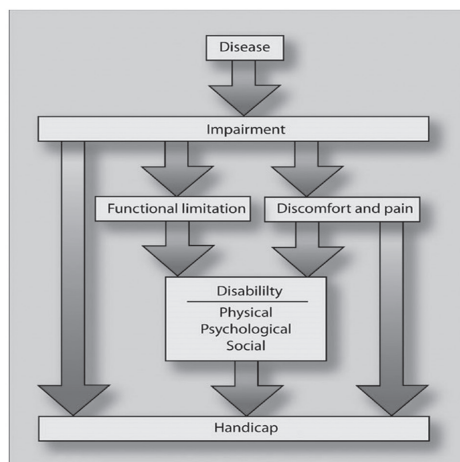 Disease
Impairment
Functional limitation
Discomfort and pain
Disabililty
Physical
Psychological
Social
Handicap